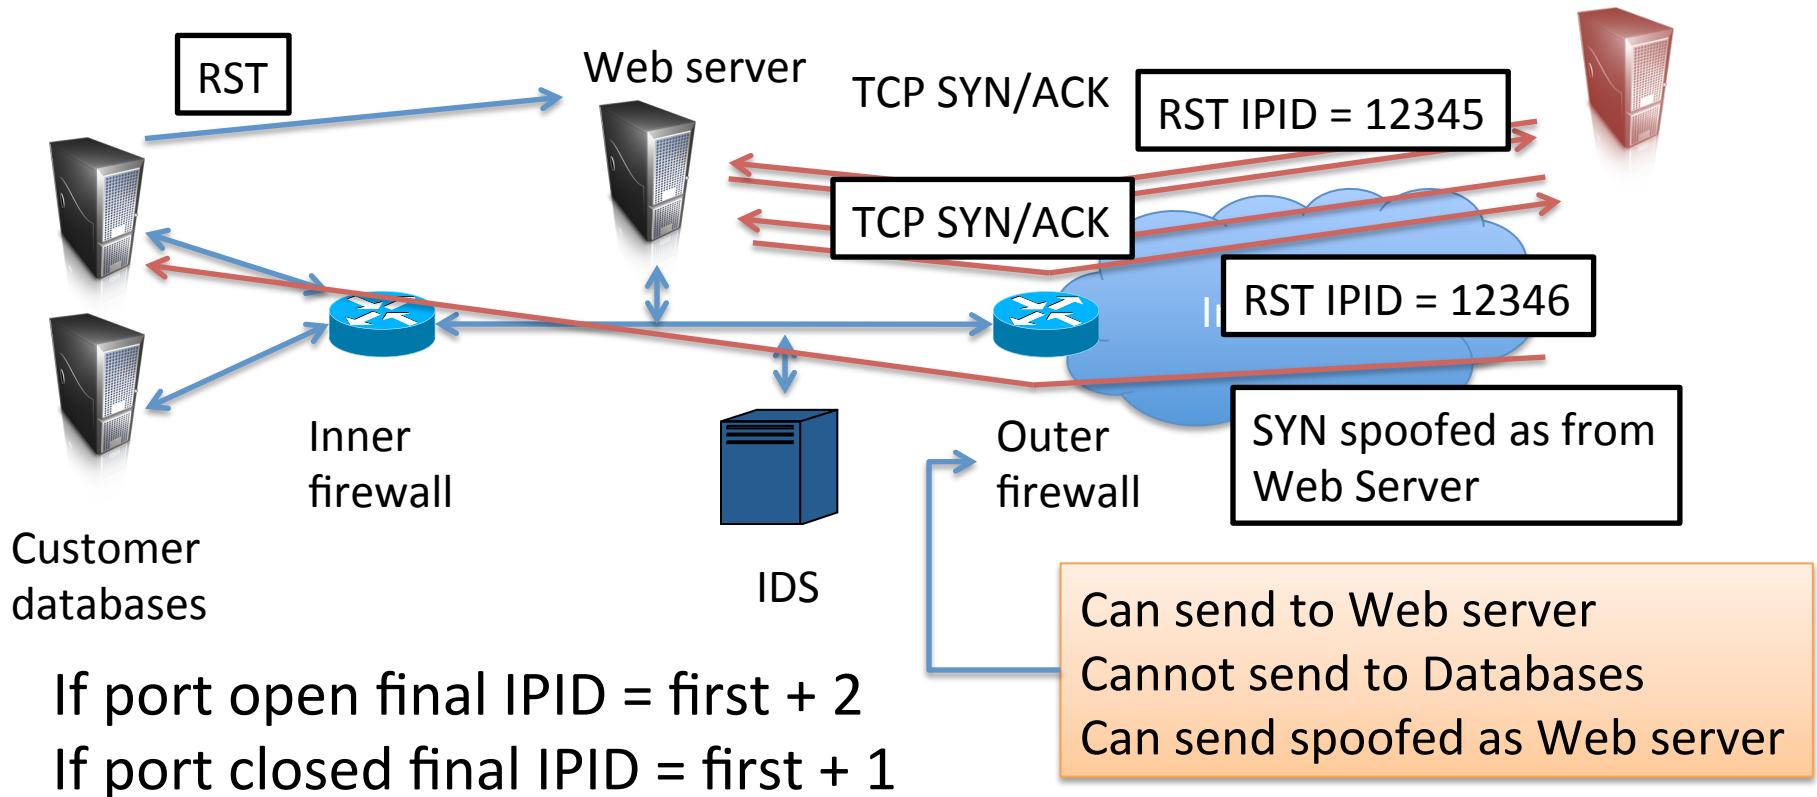 RST
Web server
TCP SYN/ACK
RST IPID = 12345
TCP SYN/ACK
RST IPID = 12346
Inner
firewall
Outer
firewall
SYN spoofed as from
Web Server
Customer
databases
IDS
Can send to Web server
Cannot send to Databases
Can send spoofed as Web server
If port open final IPID = first + 2
If port closed final IPID = first + 1